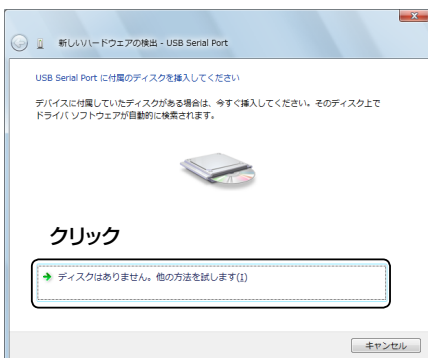 新しいハードウェアの検出 - USB Serial Port
USB Serial Port に付属のディスクを挿入してください
デバイスに付属していたディスクがある場合は、今すぐ挿入してください。そのディスク上で
ドライバ ソフトウェアが自動的に検索されます。
クリック
ディスクはありません。他の方法を試します(I)
キャンセル